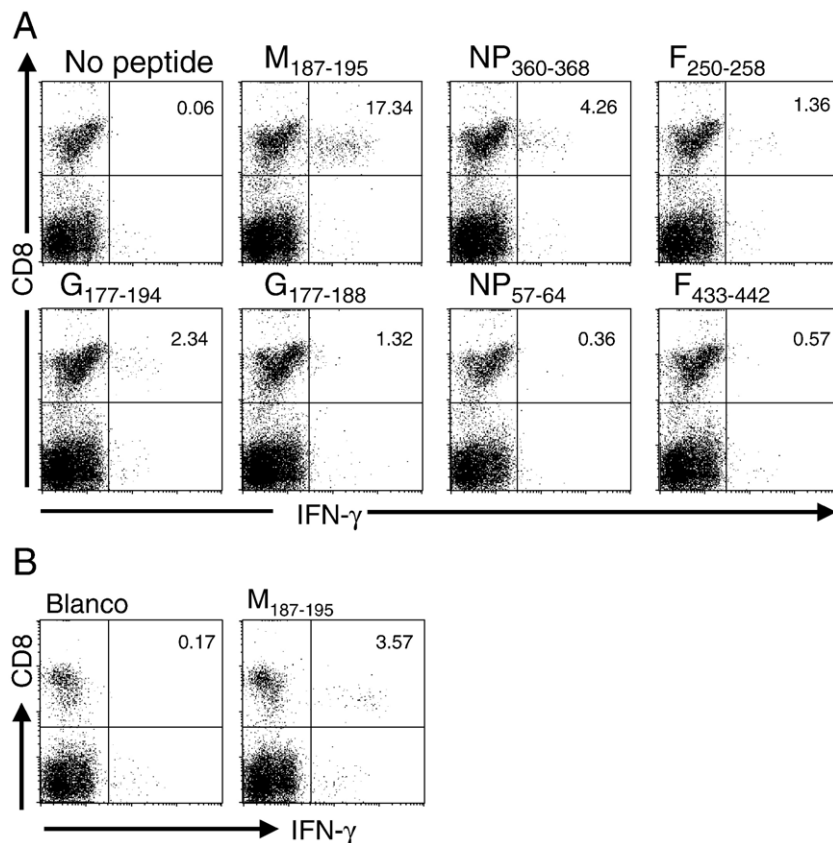 A
No peptide M187-195 NP360-368 F250-258
0.06 17.34 4.26 1.36
CD8
G177-194 G177-188 NP57-64 F433-442
2.34 1.32 0.36 0.57
IFN-γ
B
Blanco M187-195
0.17 3.57
CD8
IFN-γ